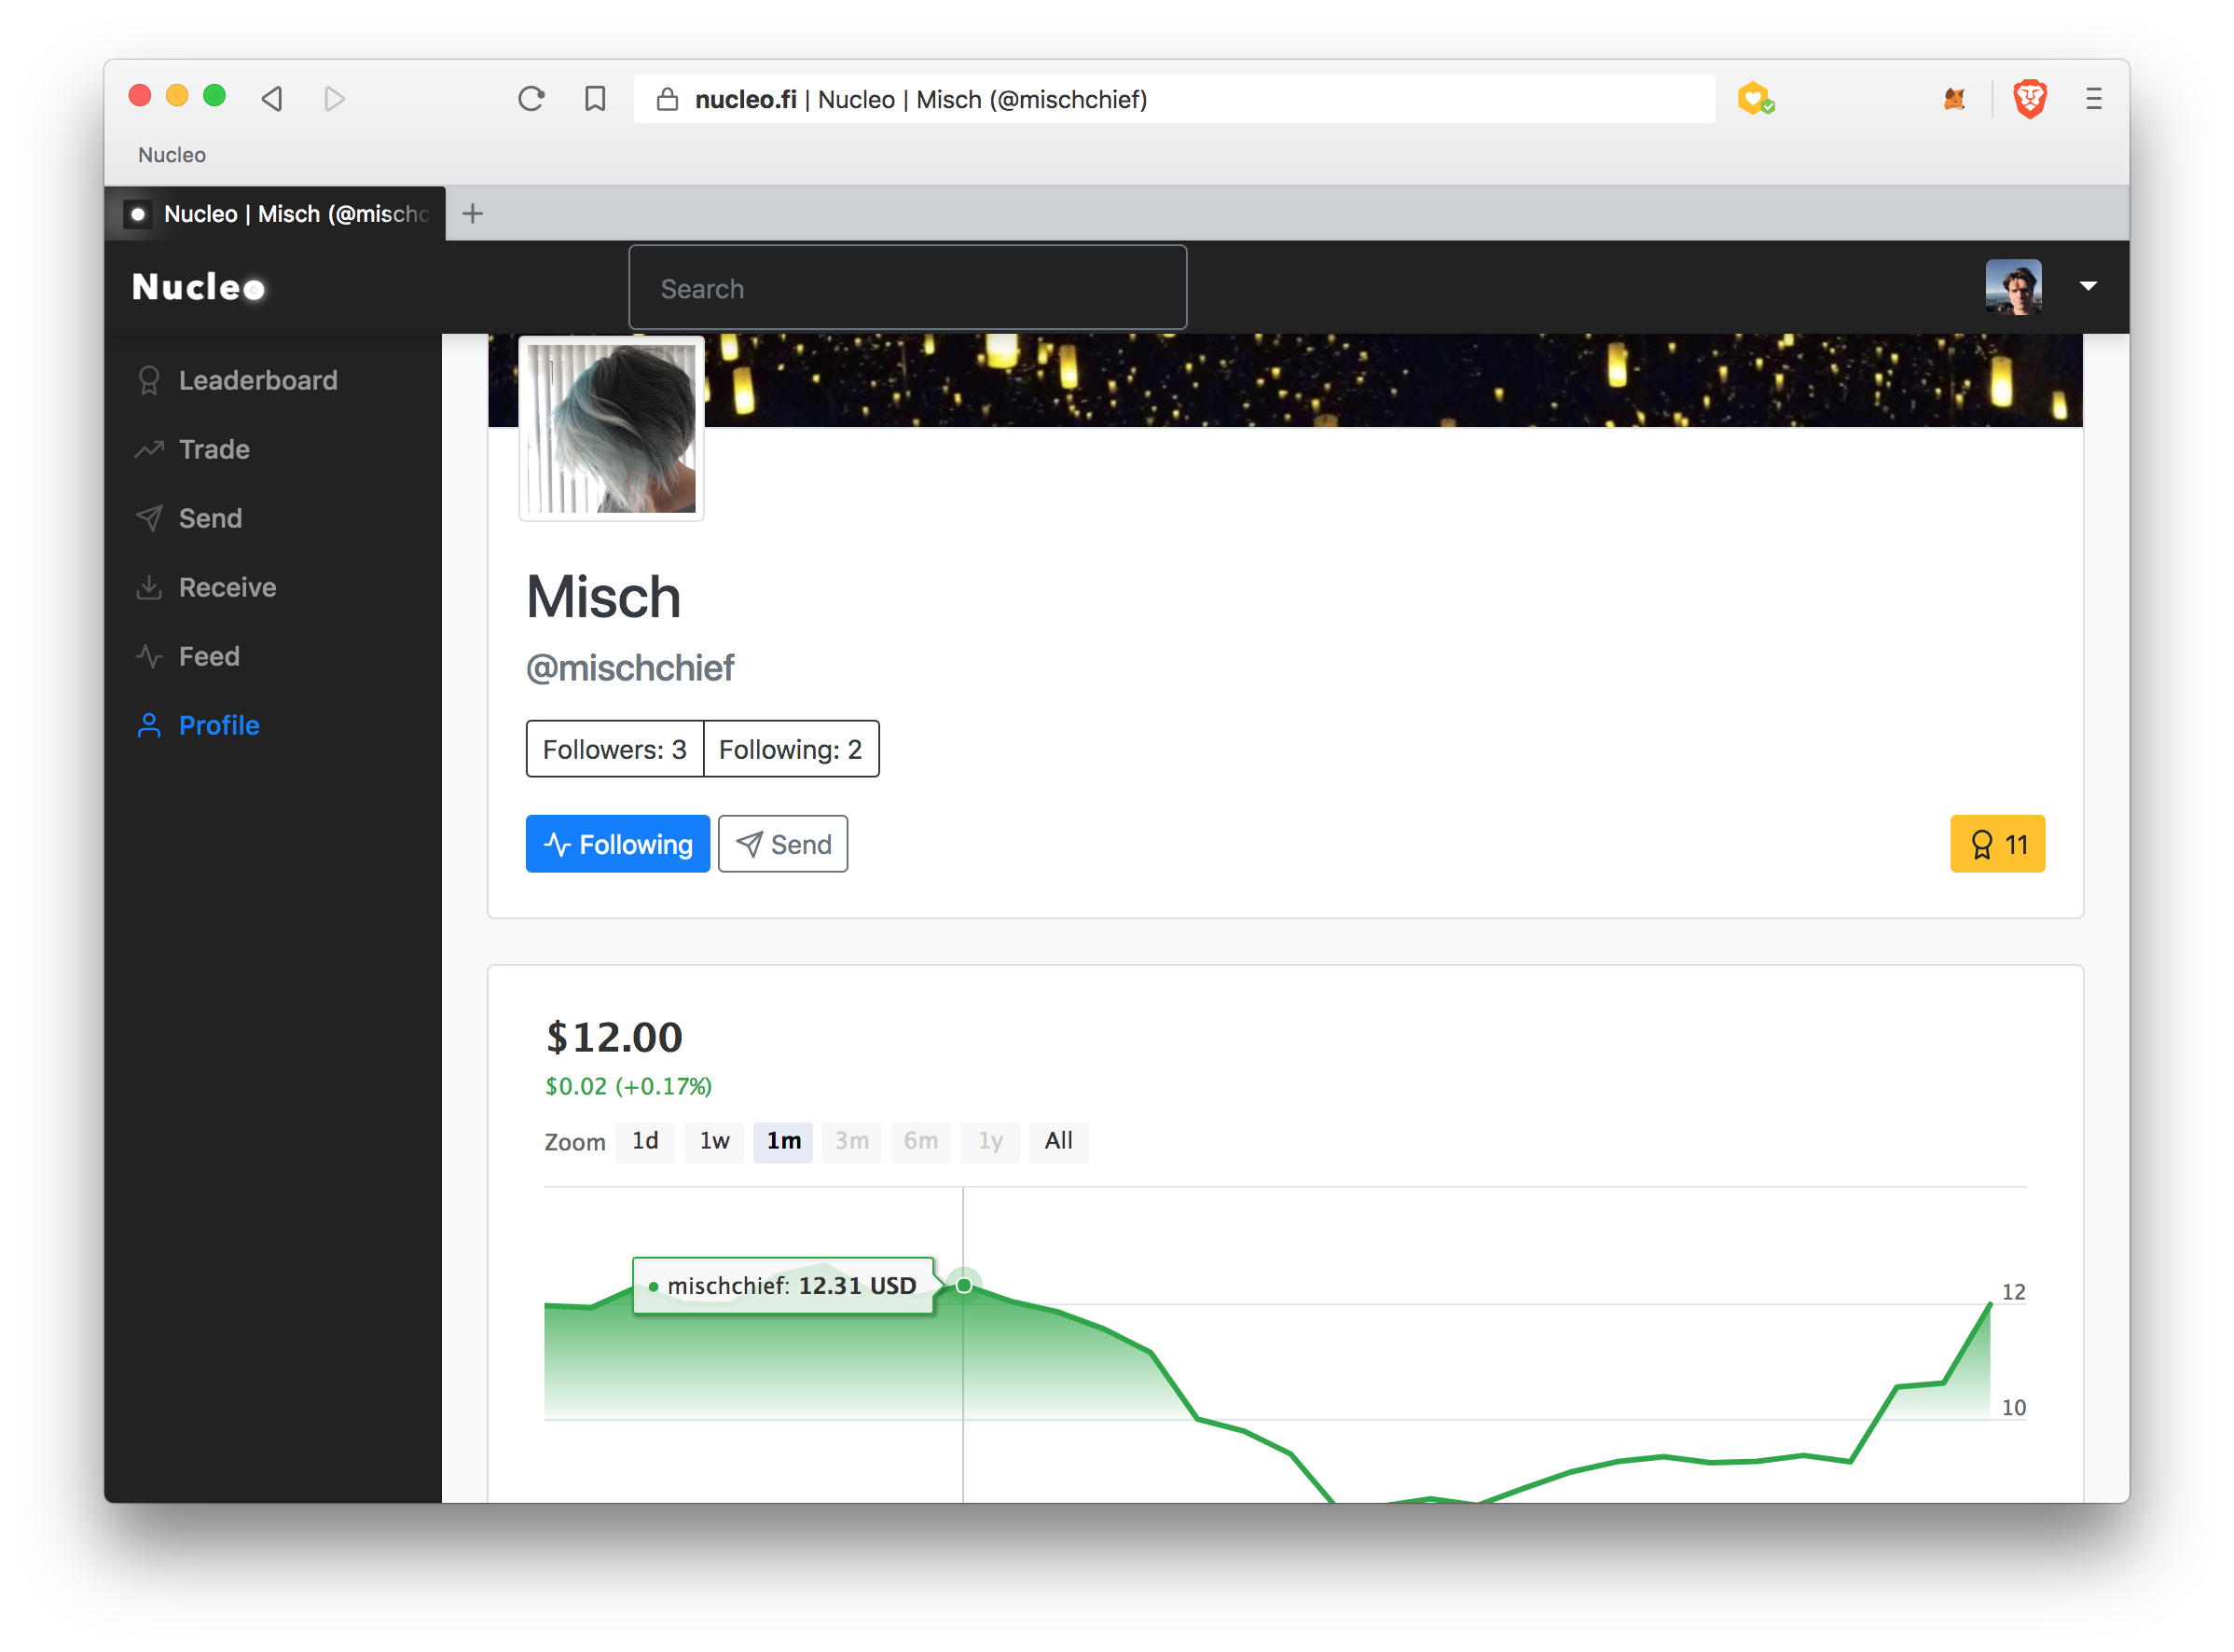 nucleo.fi | Nucleo | Misch (@mischchief)
Nucleo
Nucleo | Misch (@mischc
Nucleo
Search
Leaderboard
Trade
Send
Receive
Feed
Profile
Misch
@mischchief
Followers: 3
Following: 2
Following
Send
11
$12.00
$0.02 (+0.17%)
Zoom 1d 1w 1m 3m 6m 1y All
mischchief: 12.31 USD
12
10